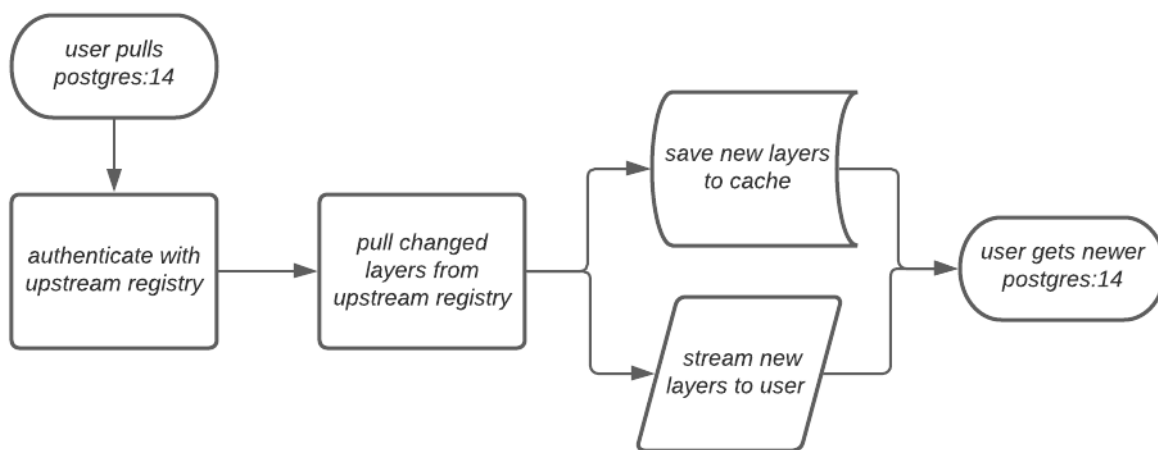 user pulls
postgres:14
authenticate with
upstream registry
pull changed
layers from
upstream registry
save new layers
to cache
stream new
layers to user
user gets newer
postgres:14